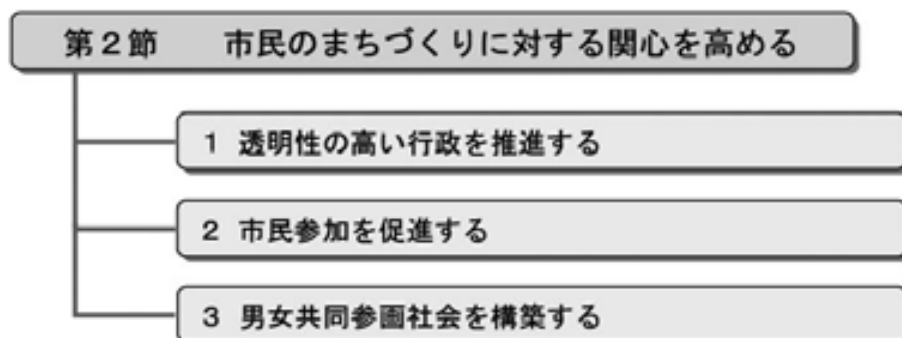 第２節　　市民のまちづくりに対する関心を高める
１ 透明性の高い行政を推進する
２ 市民参加を促進する
３ 男女共同参画社会を構築する